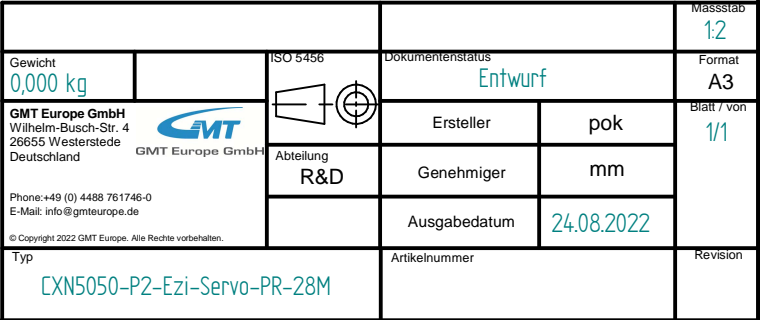 Massstab
1:2
Gewicht
0,000 kg
ISO 5456
Dokumentenstatus
Entwurf
Format
A3
GMT Europe GmbH
Wilhelm-Busch-Str. 4
26655 Westerstede
Deutschland
Phone:+49 (0) 4488 761746-0
E-Mail: info@gmteurope.de
© Copyright 2022 GMT Europe. Alle Rechte vorbehalten.
GMT
GMT Europe GmbH
Abteilung
R&D
Ersteller
pok
Genehmiger
mm
Ausgabedatum
24.08.2022
Blatt / von
1/1
Typ
CXN5050-P2-Ezi-Servo-PR-28M
Artikelnummer
Revision